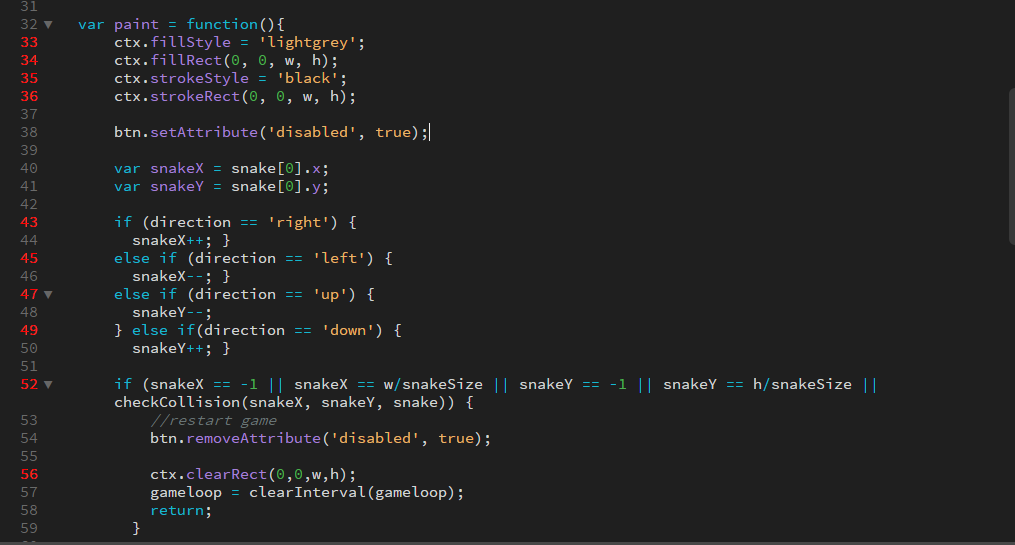 31
32 ▼ var paint = function(){
33 ctx.fillStyle = 'lightgrey';
34 ctx.fillRect(0, 0, w, h);
35 ctx.strokeStyle = 'black';
36 ctx.strokeRect(0, 0, w, h);
37
38 btn.setAttribute('disabled', true);
39
40 var snakeX = snake[0].x;
41 var snakeY = snake[0].y;
42
43 if (direction == 'right') {
44 snakeX++; }
45 else if (direction == 'left') {
46 snakeX--; }
47 ▼ else if (direction == 'up') {
48 snakeY--;
49 } else if(direction == 'down') {
50 snakeY++; }
51
52 ▼ if (snakeX == -1 || snakeX == w/snakeSize || snakeY == -1 || snakeY == h/snakeSize ||
checkCollision(snakeX, snakeY, snake)) {
53 //restart game
54 btn.removeAttribute('disabled', true);
55
56 ctx.clearRect(0,0,w,h);
57 gameloop = clearInterval(gameloop);
58 return;
59 }